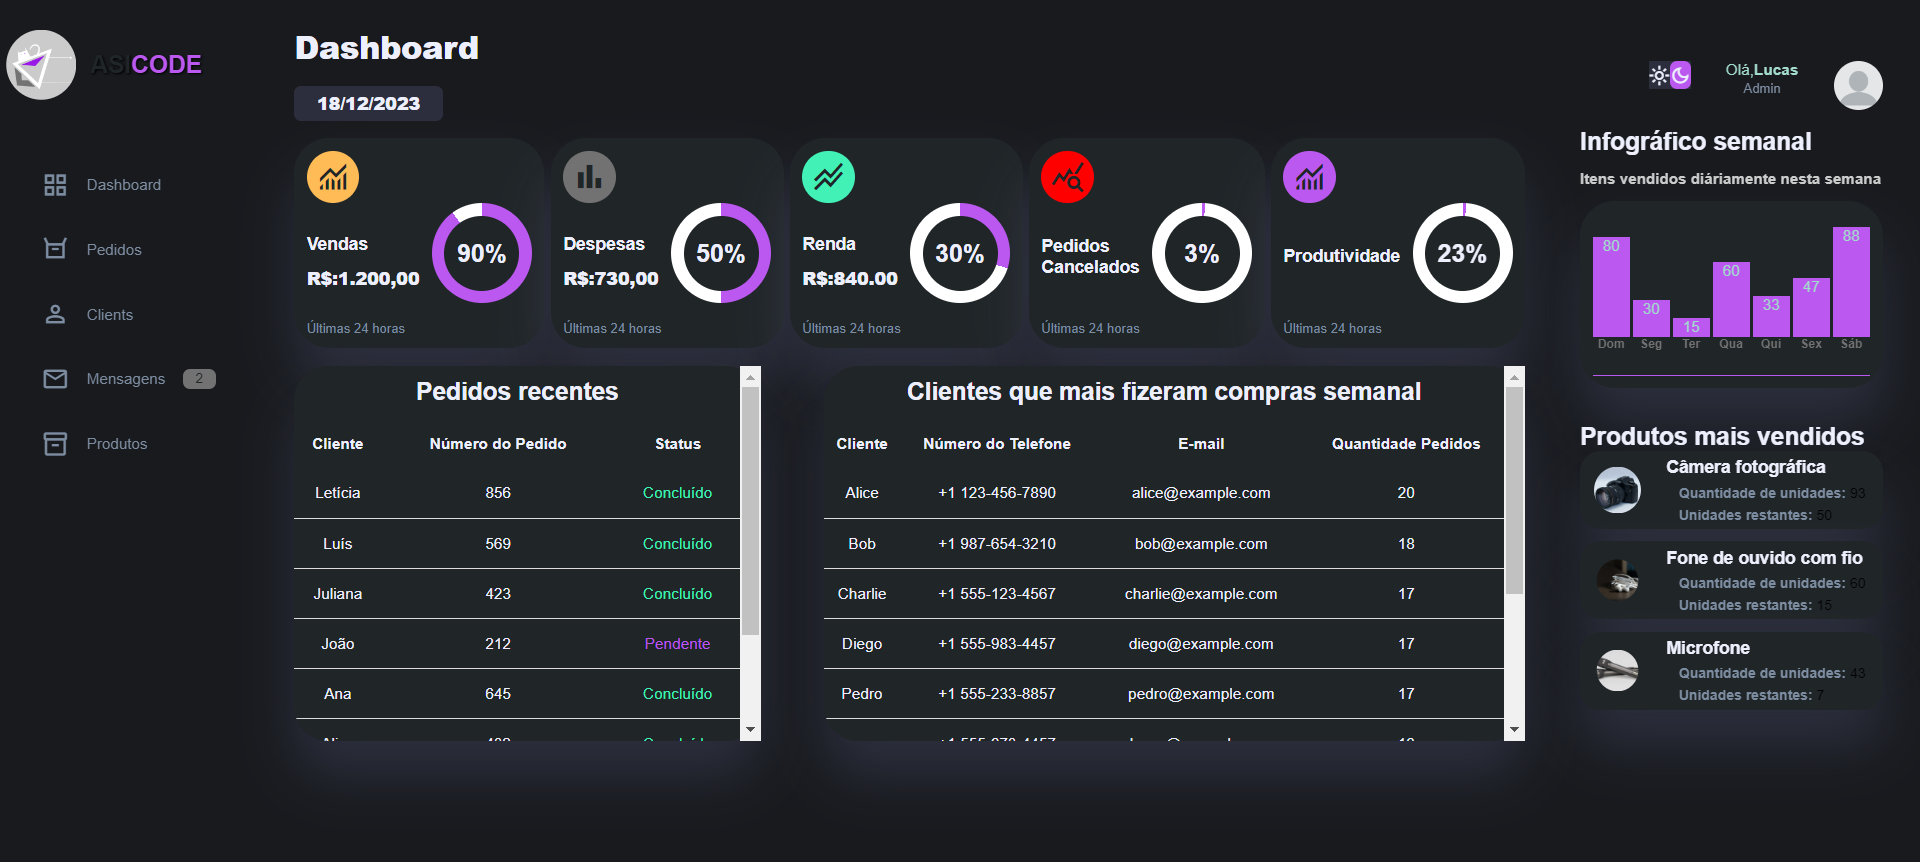 ASICODE
Dashboard
Pedidos
Clients
Mensagens 2
Produtos
Dashboard
18/12/2023
Vendas
R$:1.200,00
90%
Últimas 24 horas
Despesas
R$:730,00
50%
Últimas 24 horas
Renda
R$:840.00
30%
Últimas 24 horas
Pedidos
Cancelados
3%
Últimas 24 horas
Produtividade
23%
Últimas 24 horas
Pedidos recentes
Cliente Número do Pedido Status
Letícia 856 Concluído
Luís 569 Concluído
Juliana 423 Concluído
João 212 Pendente
Ana 645 Concluído
Clientes que mais fizeram compras semanal
Cliente Número do Telefone E-mail Quantidade Pedidos
Alice +1 123-456-7890 alice@example.com 20
Bob +1 987-654-3210 bob@example.com 18
Charlie +1 555-123-4567 charlie@example.com 17
Diego +1 555-983-4457 diego@example.com 17
Pedro +1 555-233-8857 pedro@example.com 17
Olá,Lucas
Admin
Infográfico semanal
Itens vendidos diáriamente nesta semana
80 30 15 60 33 47 88
Dom Seg Ter Qua Qui Sex Sáb
Produtos mais vendidos
Câmera fotográfica
Quantidade de unidades: 93
Unidades restantes: 50
Fone de ouvido com fio
Quantidade de unidades: 60
Unidades restantes: 15
Microfone
Quantidade de unidades: 43
Unidades restantes: 7